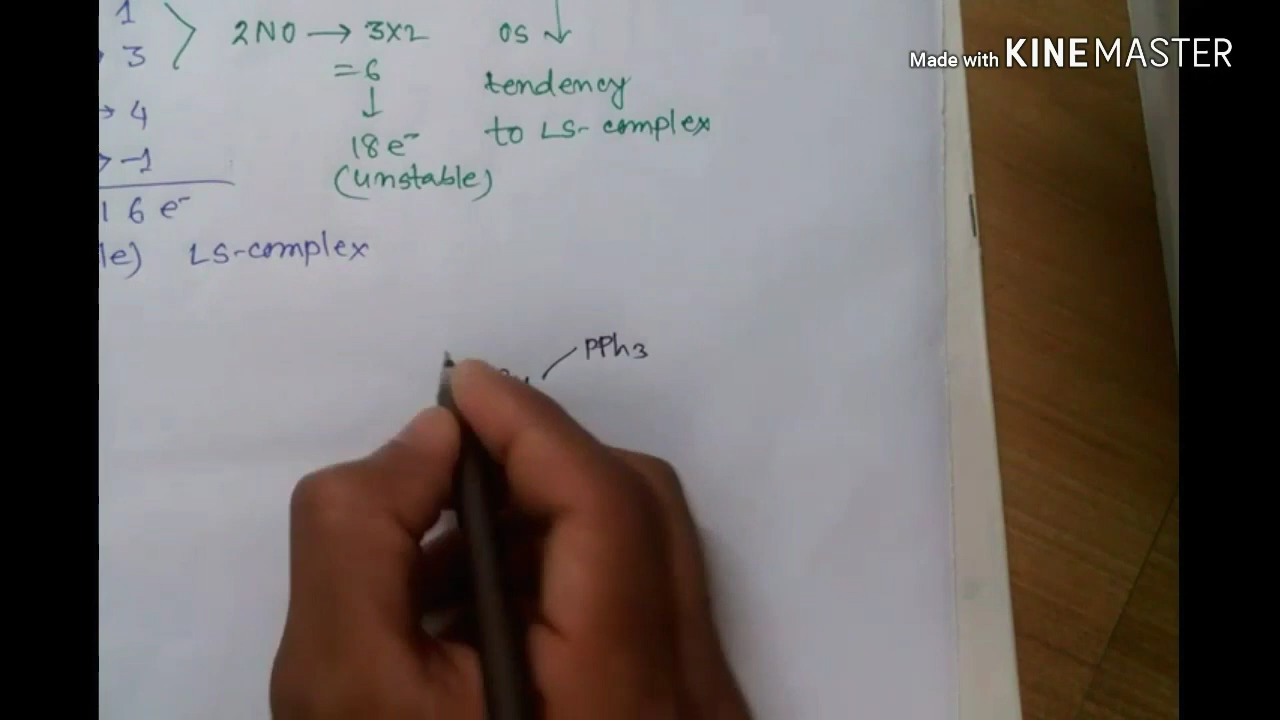 1
3
2NO → 3x2
= 6
↓
18 e⁻
(unstable)
os ↓
tendency
to LS- complex
→ 4
> -1
16 e⁻
le) LS-complex
PPh3
Made with KINEMASTER